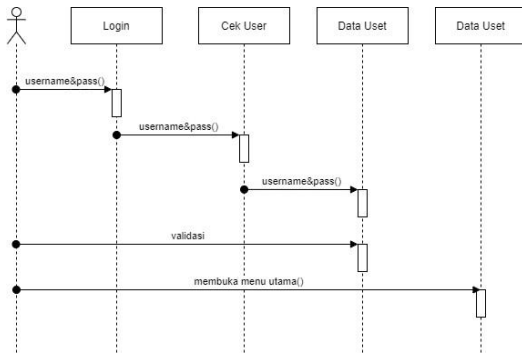 Login
Cek User
Data Uset
Data Uset
username&pass()
username&pass()
username&pass()
validasi
membuka menu utama()